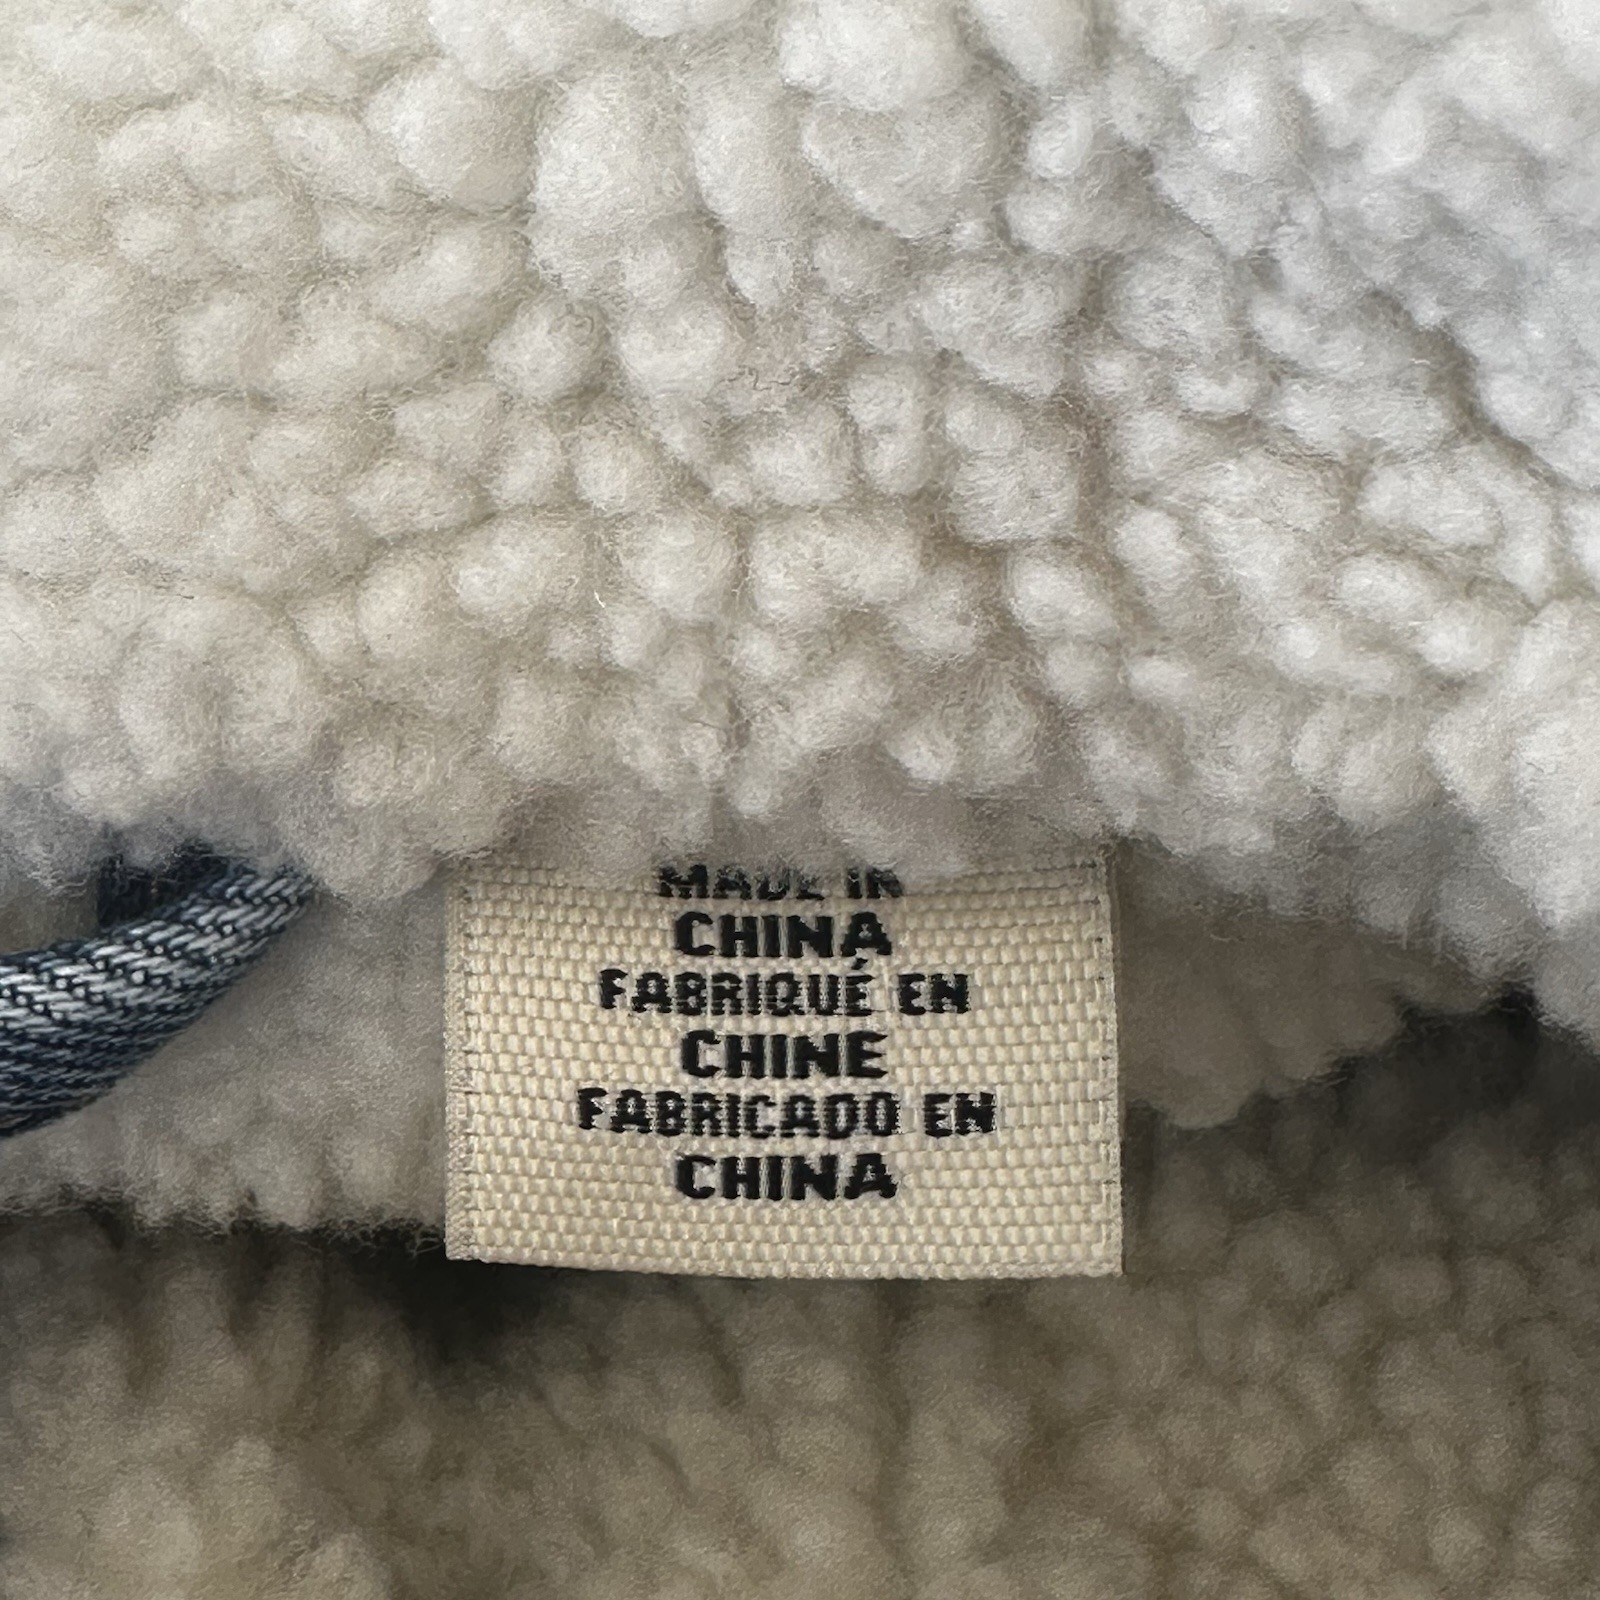 MADE IN
CHINA
FABRIQUÉ EN
CHINE
FABRICADO EN
CHINA